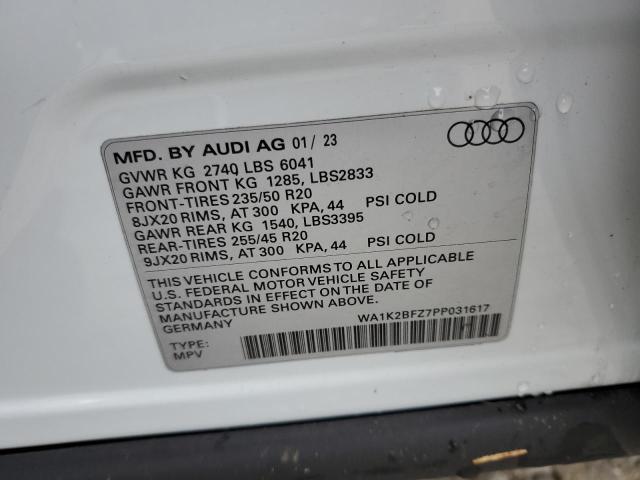 MFD. BY AUDI AG 01/ 23
GVWR KG 2740 LBS 6041
GAWR FRONT KG 1285, LBS2833
FRONT-TIRES 235/50 R20
8JX20 RIMS, AT 300 KPA, 44 PSI COLD
GAWR REAR KG 1540, LBS3395
REAR-TIRES 255/45 R20
9JX20 RIMS, AT 300 KPA, 44 PSI COLD
THIS VEHICLE CONFORMS TO ALL APPLICABLE
U.S. FEDERAL MOTOR VEHICLE SAFETY
STANDARDS IN EFFECT ON THE DATE OF
MANUFACTURE SHOWN ABOVE.
GERMANY
WA1K2BFZ7PP031617
TYPE:
MPV